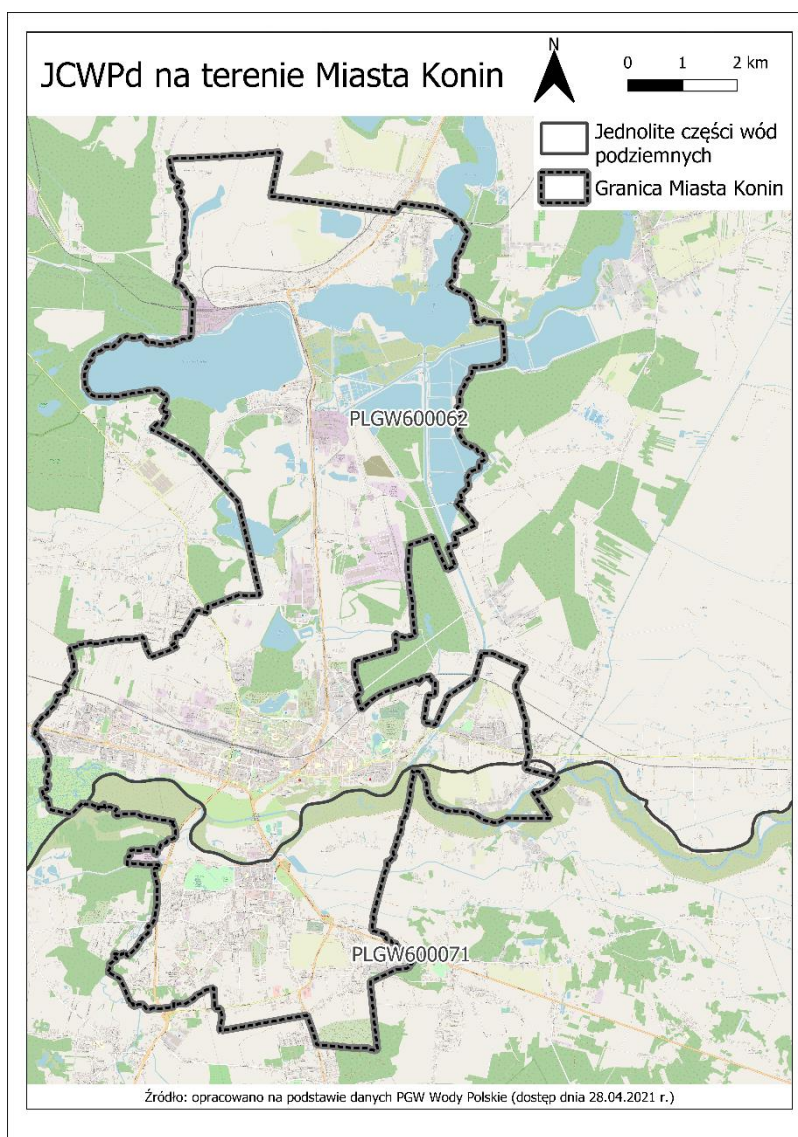 JCWPd na terenie Miasta Konin
N
0 1 2 km
Jednolite części wód
podziemnych
Granica Miasta Konin
PLGW600062
PLGW600071
Źródło: opracowano na podstawie danych PGW Wody Polskie (dostęp dnia 28.04.2021 r.)